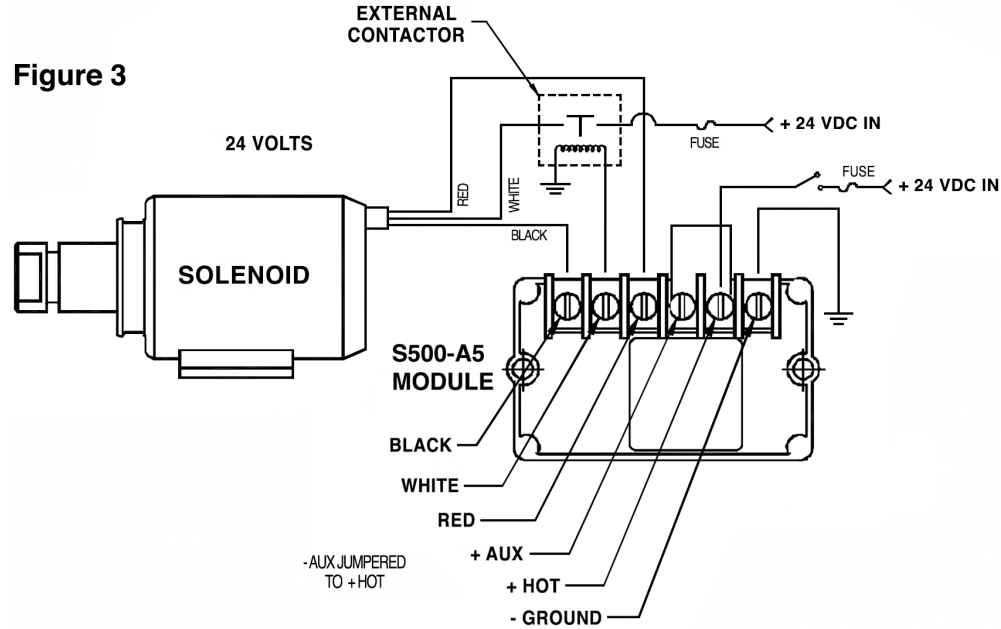 EXTERNAL
CONTACTOR
Figure 3
24 VOLTS
+ 24 VDC IN
FUSE
FUSE
+ 24 VDC IN
RED
WHITE
BLACK
SOLENOID
S500-A5
MODULE
BLACK
WHITE
RED
+ AUX
- AUX JUMPERED
TO + HOT
+ HOT
- GROUND